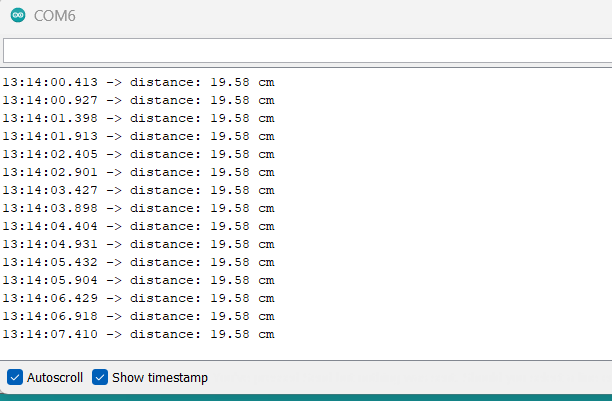 COM6
13:14:00.413 -> distance: 19.58 cm
13:14:00.927 -> distance: 19.58 cm
13:14:01.398 -> distance: 19.58 cm
13:14:01.913 -> distance: 19.58 cm
13:14:02.405 -> distance: 19.58 cm
13:14:02.901 -> distance: 19.58 cm
13:14:03.427 -> distance: 19.58 cm
13:14:03.898 -> distance: 19.58 cm
13:14:04.404 -> distance: 19.58 cm
13:14:04.931 -> distance: 19.58 cm
13:14:05.432 -> distance: 19.58 cm
13:14:05.904 -> distance: 19.58 cm
13:14:06.429 -> distance: 19.58 cm
13:14:06.918 -> distance: 19.58 cm
13:14:07.410 -> distance: 19.58 cm
Autoscroll Show timestamp